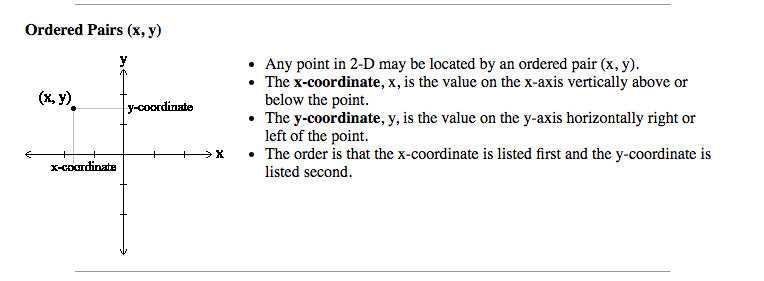 Ordered Pairs (x, y)
y
(x, y)
y-coordinate
x
x-coordinate
• Any point in 2-D may be located by an ordered pair (x, y).
• The x-coordinate, x, is the value on the x-axis vertically above or
below the point.
• The y-coordinate, y, is the value on the y-axis horizontally right or
left of the point.
• The order is that the x-coordinate is listed first and the y-coordinate is
listed second.